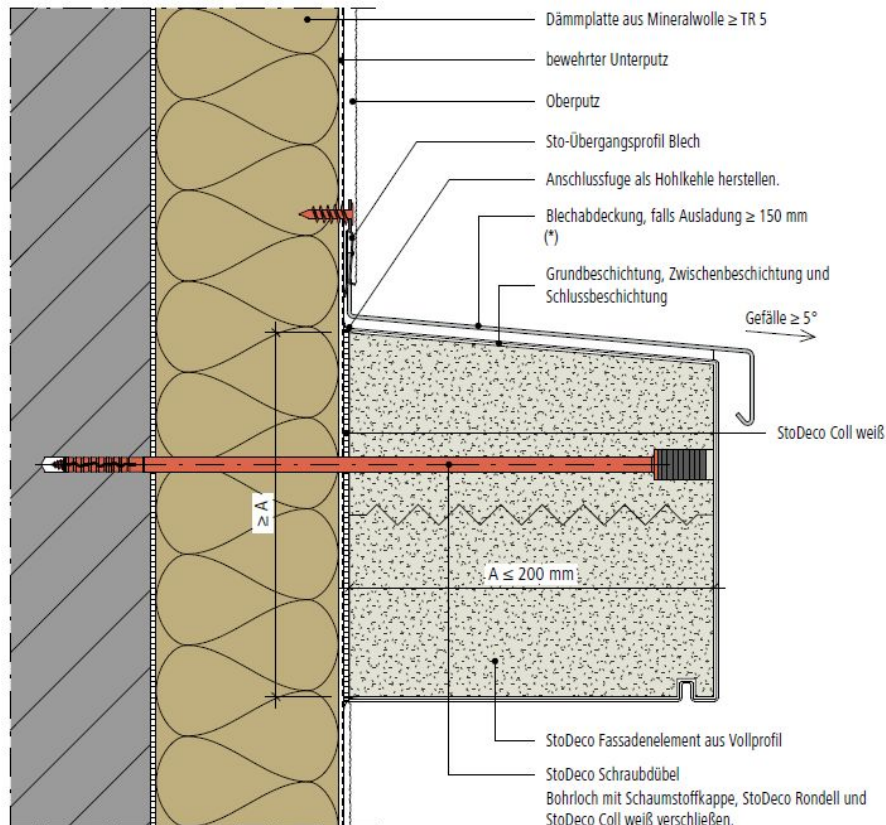 Dämmplatte aus Mineralwolle ≥ TR 5
bewehrter Unterputz
Oberputz
Sto-Übergangsprofil Blech
Anschlussfuge als Hohlkehle herstellen.
Blechabdeckung, falls Ausladung ≥ 150 mm
(*)
Grundbeschichtung, Zwischenbeschichtung und
Schlussbeschichtung
Gefälle ≥ 5°
StoDeco Coll weiß
≥ A
A ≤ 200 mm
StoDeco Fassadenelement aus Vollprofil
StoDeco Schraubdübel
Bohrloch mit Schaumstoffkappe, StoDeco Rondell und
StoDeco Coll weiß verschließen.